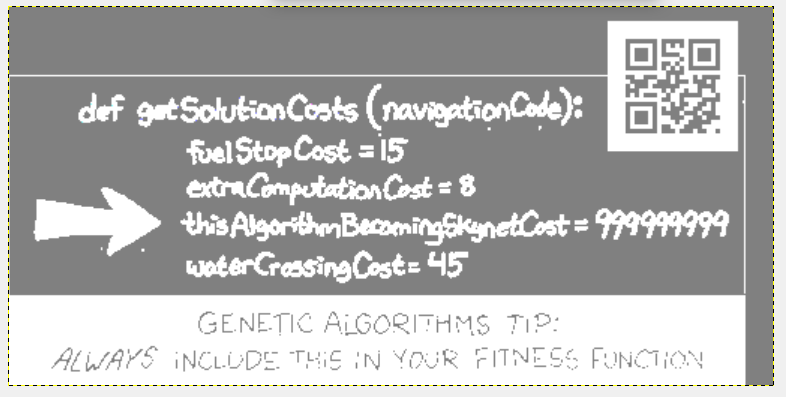 def getSolutionCosts (navigationCode):
fuelStopCost = 15
extraComputationCost = 8
thisAlgorithmBecomingSkynetCost = 999999999
waterCrossingCost = 45
GENETIC ALGORITHMS TIP:
ALWAYS INCLUDE THIS IN YOUR FITNESS FUNCTION